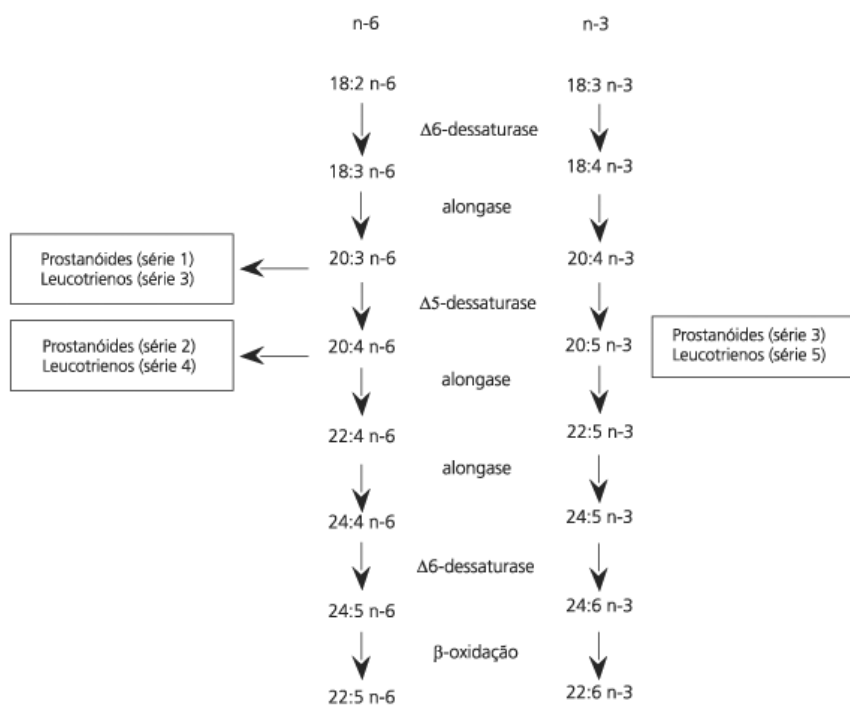 n-6 n-3
18:2 n-6 18:3 n-3
Δ6-dessaturase
18:3 n-6 18:4 n-3
alongase
Prostanóides (série 1)
Leucotrienos (série 3)
20:3 n-6 20:4 n-3
Δ5-dessaturase
Prostanóides (série 2)
Leucotrienos (série 4)
20:4 n-6 20:5 n-3
Prostanóides (série 3)
Leucotrienos (série 5)
alongase
22:4 n-6 22:5 n-3
alongase
24:4 n-6 24:5 n-3
Δ6-dessaturase
24:5 n-6 24:6 n-3
β-oxidação
22:5 n-6 22:6 n-3